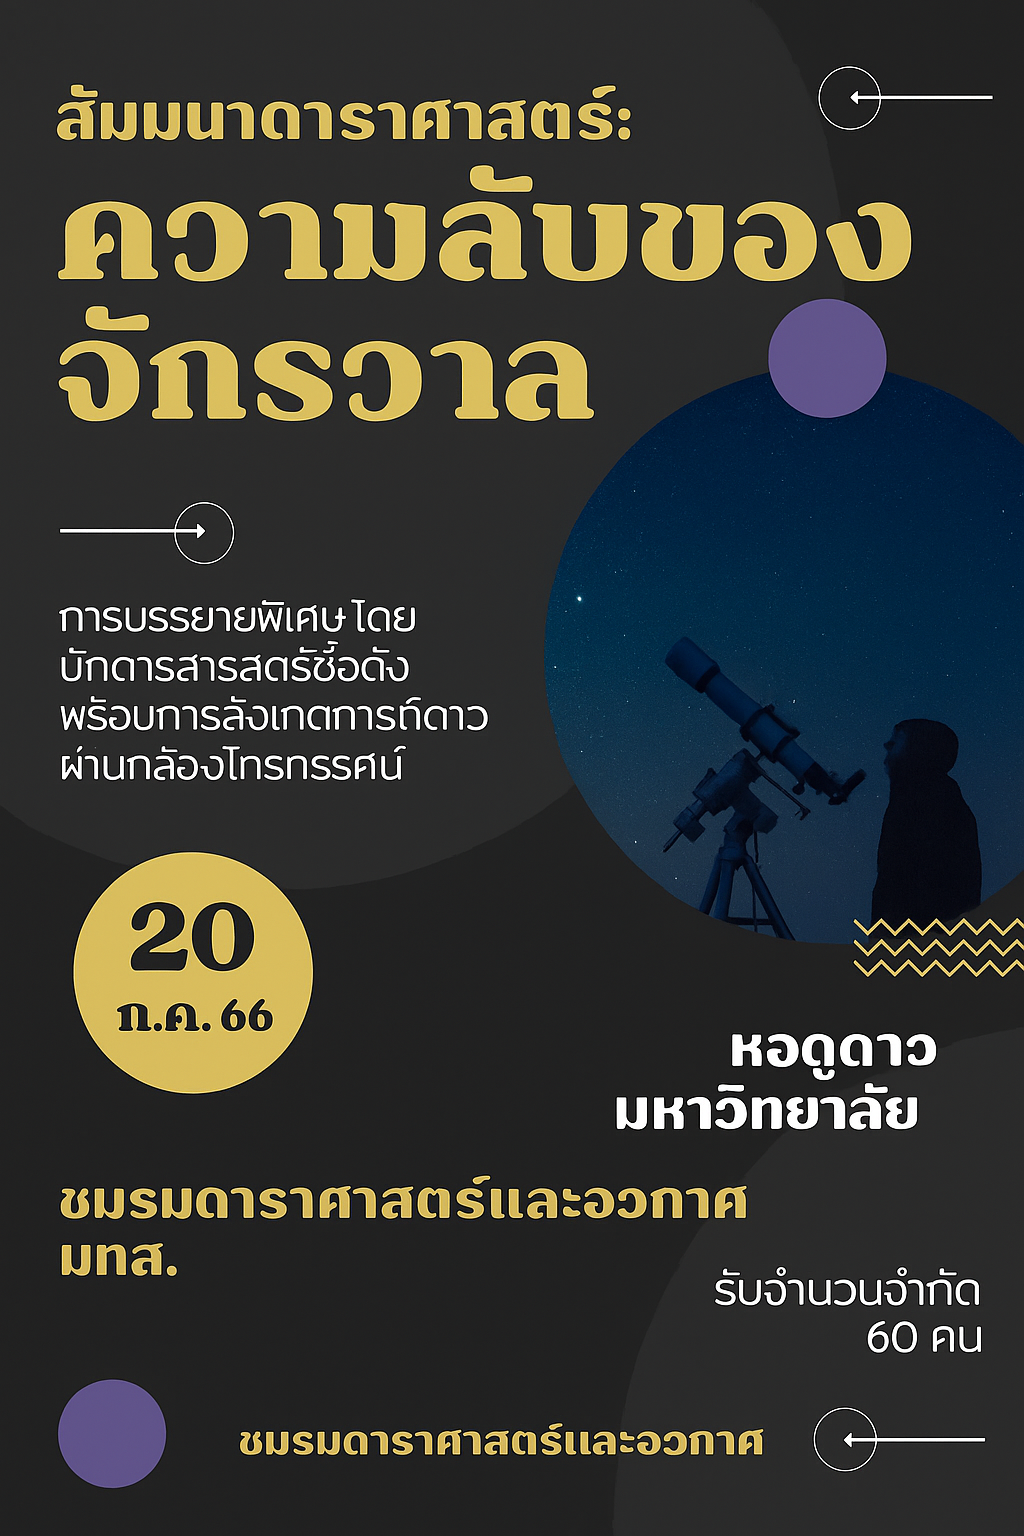 สัมมนาดาราศาสตร์:
ความลับของ
จักรวาล
การบรรยายพิเศษโดย
บักดารสารสตรัชื้อดัง
พรัอบการลังเกตการท์ดาว
ผ่านกลัองโทรทรรศน์
20
ก.ค. 66
หอดูดาว
มหาวิทยาลัย
ชมรมดาราศาสตร์และอวกาศ
มทส.
รับจำนวนจำกัด
60 คน
ชมรมดาราศาสตร์และอวกาศ